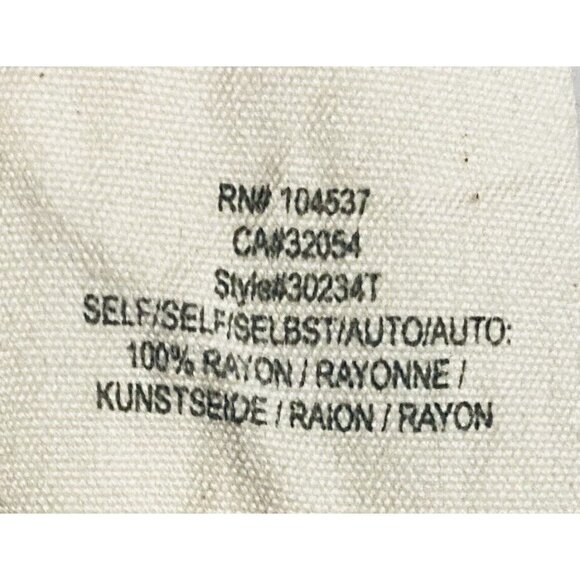 RN# 104537
CA#32054
Style#30234T
SELF/SELF/SELBST/AUTO/AUTO:
100% RAYON / RAYONNE /
KUNSTSEIDE / RAION / RAYON